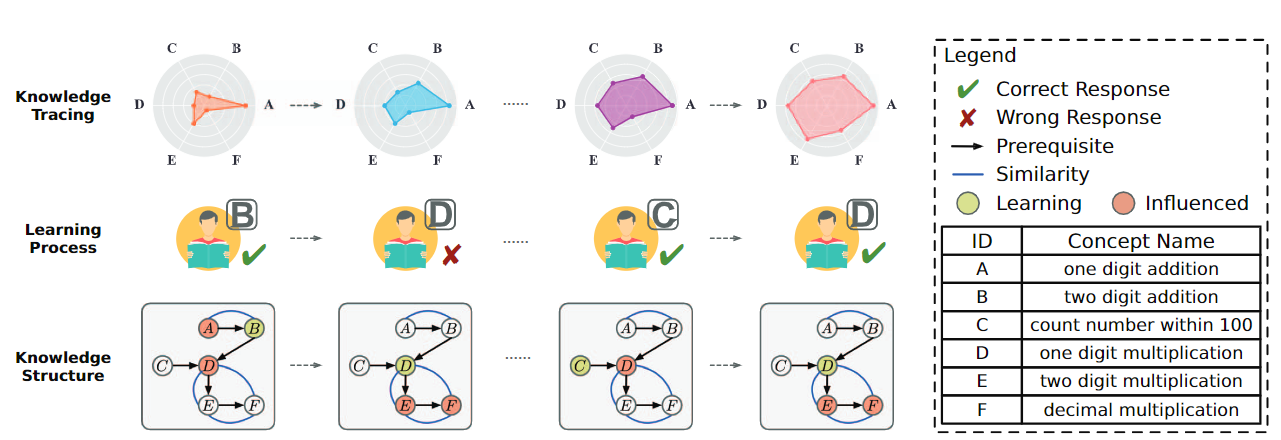 C B C B C B C B
Knowledge
Tracing
D A D A ...... D A D A
E F E F E F E F
Learning
Process
B D ...... C D
Knowledge
Structure
A B A B A B A B
C D C D ...... C D C D
E F E F E F E F
Legend
Correct Response
Wrong Response
Prerequisite
Similarity
Learning Influenced
ID Concept Name
A one digit addition
B two digit addition
C count number within 100
D one digit multiplication
E two digit multiplication
F decimal multiplication